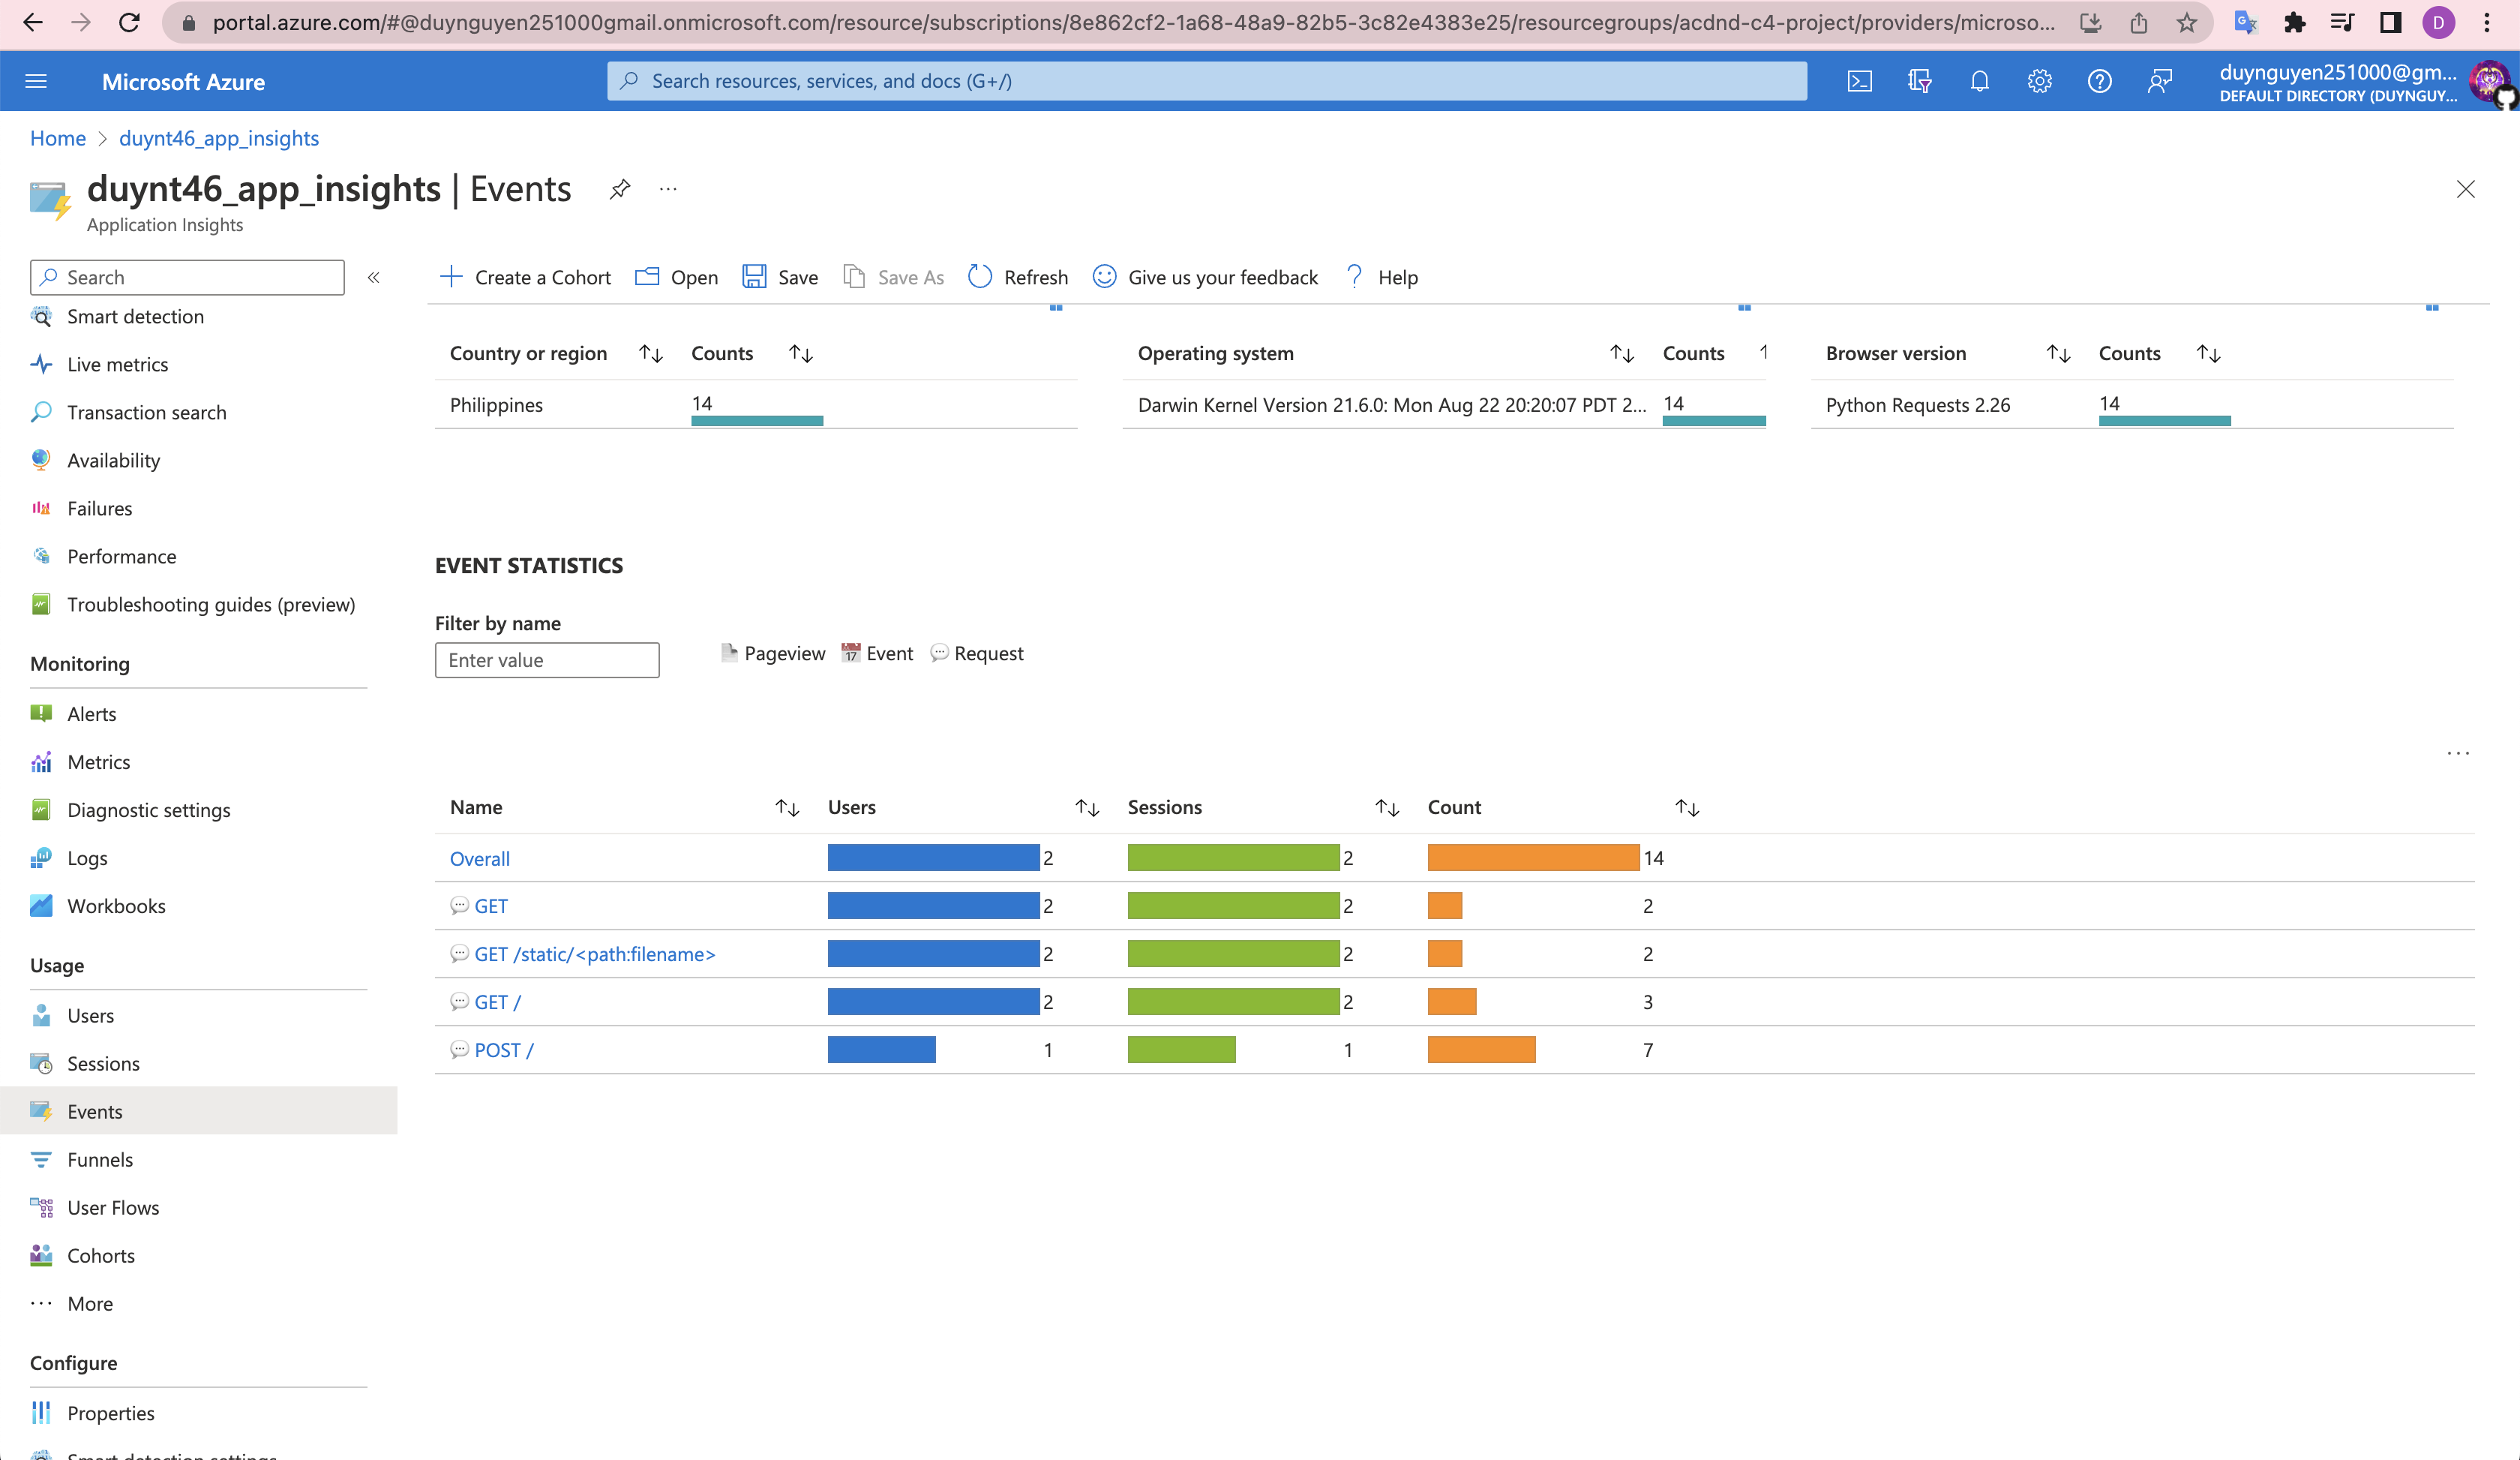 portal.azure.com/#@duynguyen251000gmail.onmicrosoft.com/resource/subscriptions/8e862cf2-1a68-48a9-82b5-3c82e4383e25/resourcegroups/acdnd-c4-project/providers/microso...
D
Microsoft Azure
Search resources, services, and docs (G+/)
duynguyen251000@gm...
DEFAULT DIRECTORY (DUYNGUY...
Home > duynt46_app_insights
duynt46_app_insights | Events
Application Insights
Search
Create a Cohort Open Save Save As Refresh Give us your feedback Help
Smart detection
Live metrics
Transaction search
Availability
Failures
Performance
Troubleshooting guides (preview)
Monitoring
Alerts
Metrics
Diagnostic settings
Logs
Workbooks
Usage
Users
Sessions
Events
Funnels
User Flows
Cohorts
More
Configure
Properties
Smart detection settings
Country or region Counts
Philippines 14
Operating system Counts
Darwin Kernel Version 21.6.0: Mon Aug 22 20:20:07 PDT 2... 14
Browser version Counts
Python Requests 2.26 14
EVENT STATISTICS
Filter by name
Enter value
Pageview 17 Event Request
Name Users Sessions Count
Overall 2 2 14
GET 2 2 2
GET /static/<path:filename> 2 2 2
GET / 2 2 3
POST / 1 1 7